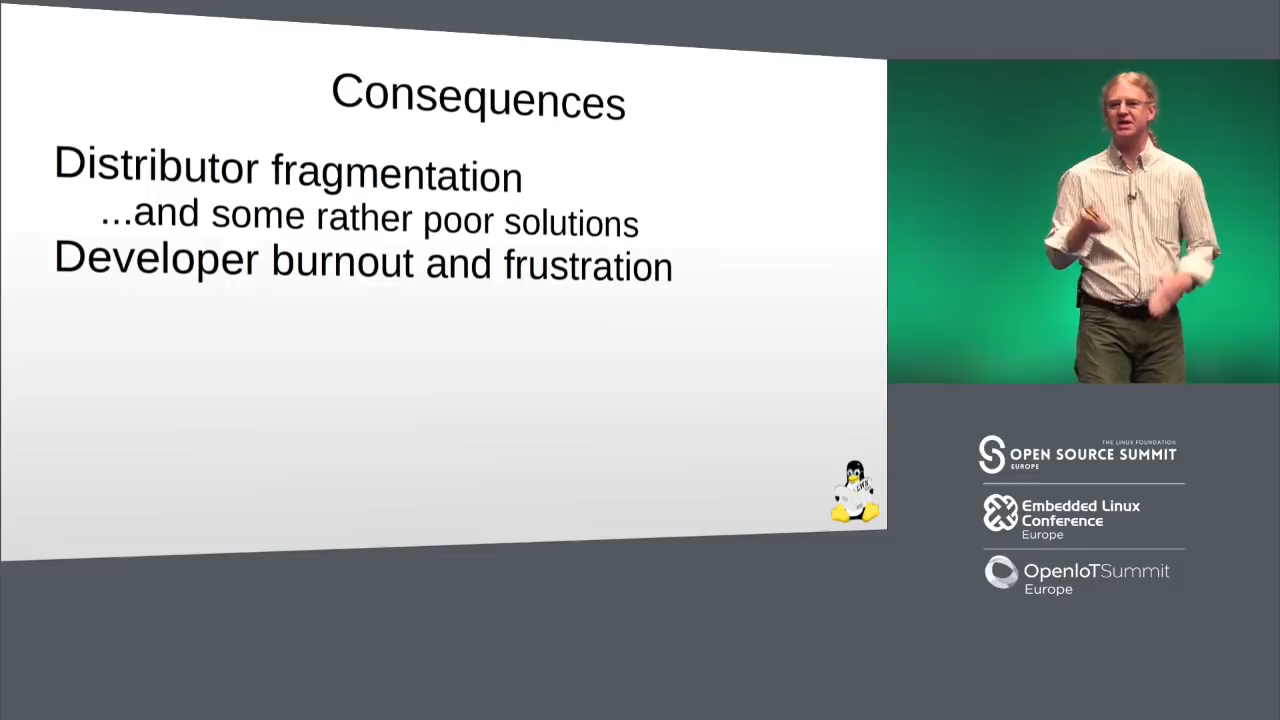 Consequences
Distributor fragmentation
...and some rather poor solutions
Developer burnout and frustration
THE LINUX FOUNDATION
OPEN SOURCE SUMMIT
EUROPE
Embedded Linux
Conference
Europe
OpenIoTSummit
Europe